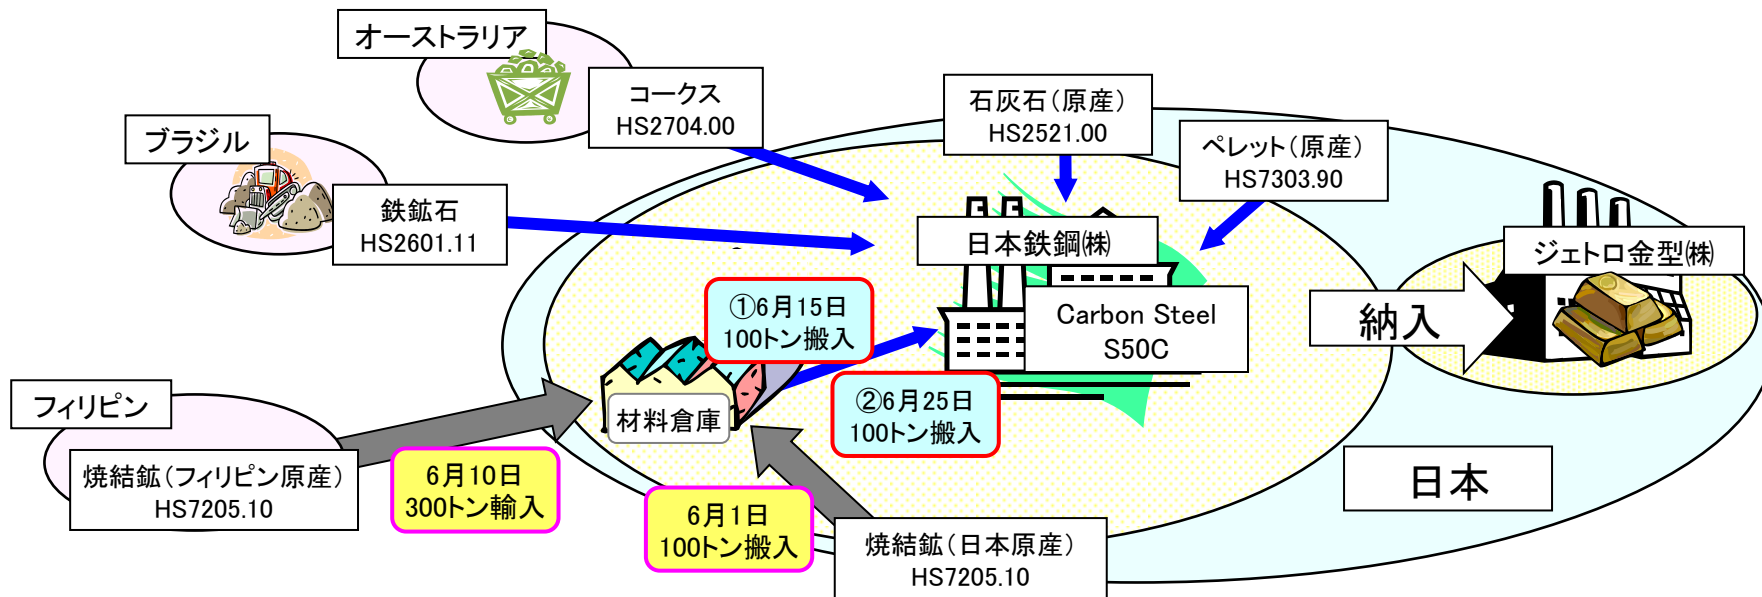 オーストラリア
コークス
HS2704.00
石灰石(原産)
HS2521.00
ペレット(原産)
HS7303.90
ブラジル
鉄鉱石
HS2601.11
日本鉄鋼㈱
ジェトロ金型㈱
①6月15日
100トン搬入
Carbon Steel
S50C
納入
②6月25日
100トン搬入
材料倉庫
フィリピン
焼結鉱(フィリピン原産)
HS7205.10
6月10日
300トン輸入
6月1日
100トン搬入
焼結鉱(日本原産)
HS7205.10
日本